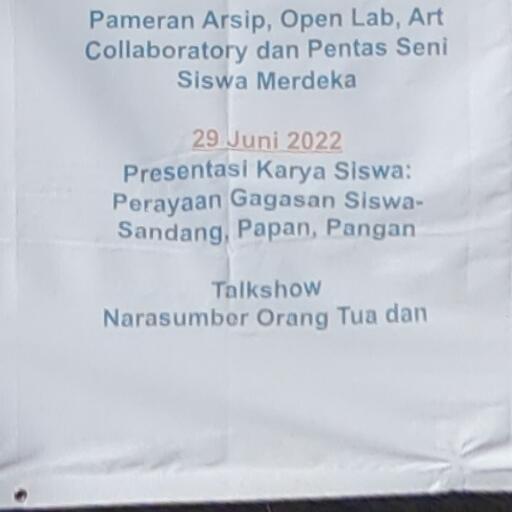 Pameran Arsip, Open Lab, Art
Collaboratory dan Pentas Seni
Siswa Merdeka
29 Juni 2022
Presentasi Karya Siswa:
Perayaan Gagasan Siswa-
Sandang, Papan, Pangan
Talkshow
Narasumber Orang Tua dan